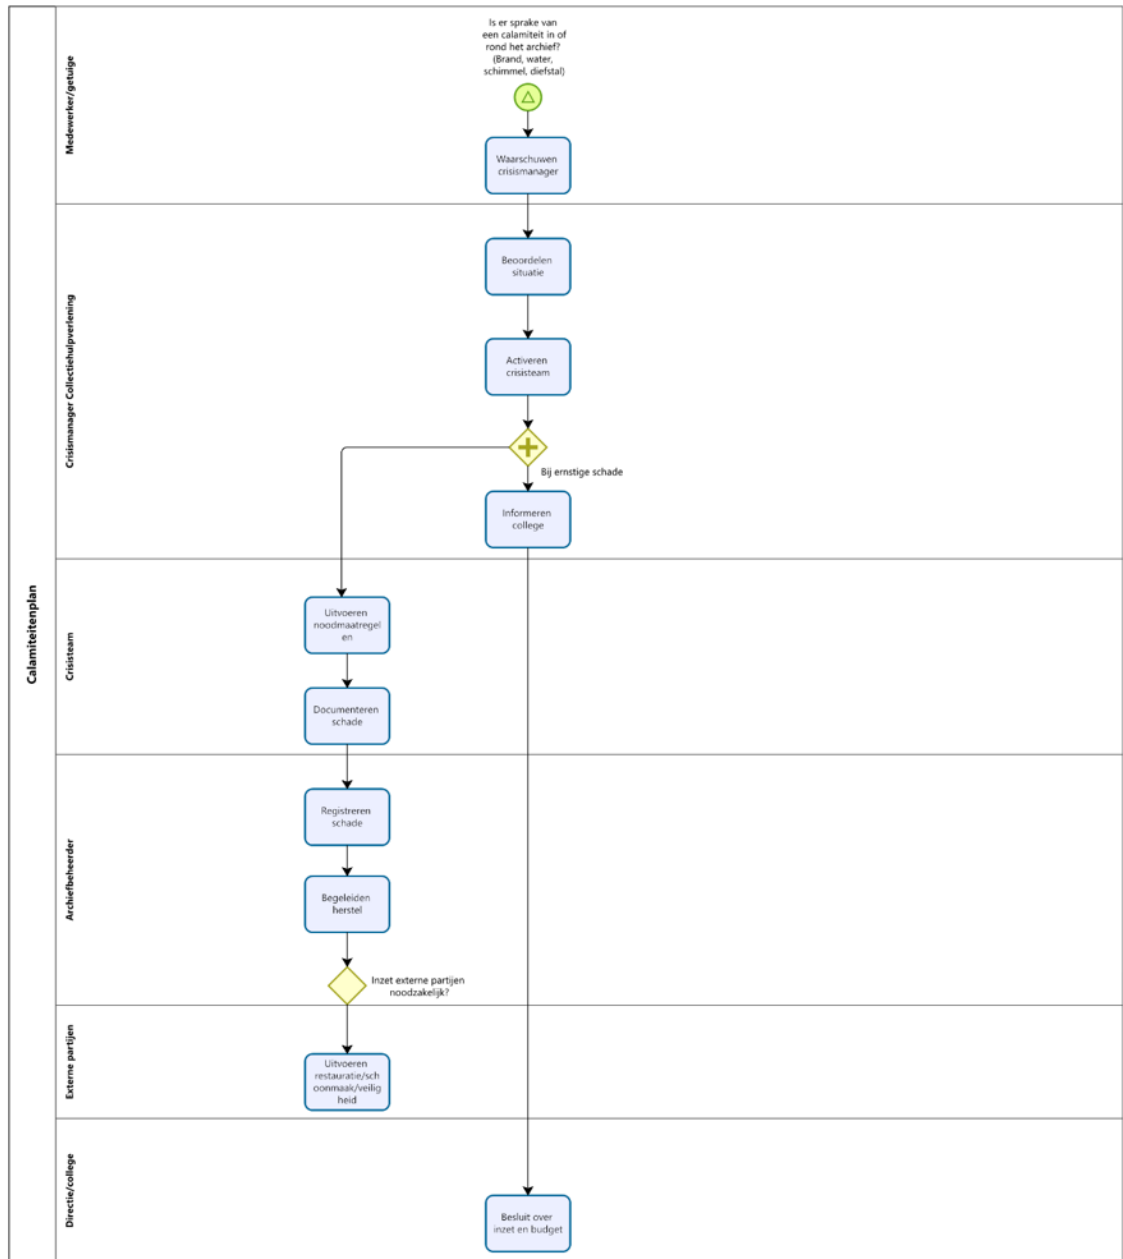 Calamiteitenplan
Medewerker/getuige
Is er sprake van
een calamiteit in of
rond het archief?
(Brand, water,
schimmel, diefstal)
Waarschuwen
crisismanager
Crisismanager Collectiehulpverlening
Beoordelen
situatie
Activeren
crisisteam
Bij ernstige schade
Informeren
college
Crisisteam
Uitvoeren
noodmaatregel
en
Documenteren
schade
Archiefbeheerder
Registreren
schade
Begeleiden
herstel
Inzet externe partijen
noodzakelijk?
Externe partijen
Uitvoeren
restauratie/sch
oonmaak/veilig
heid
Directie/college
Besluit over
inzet en budget